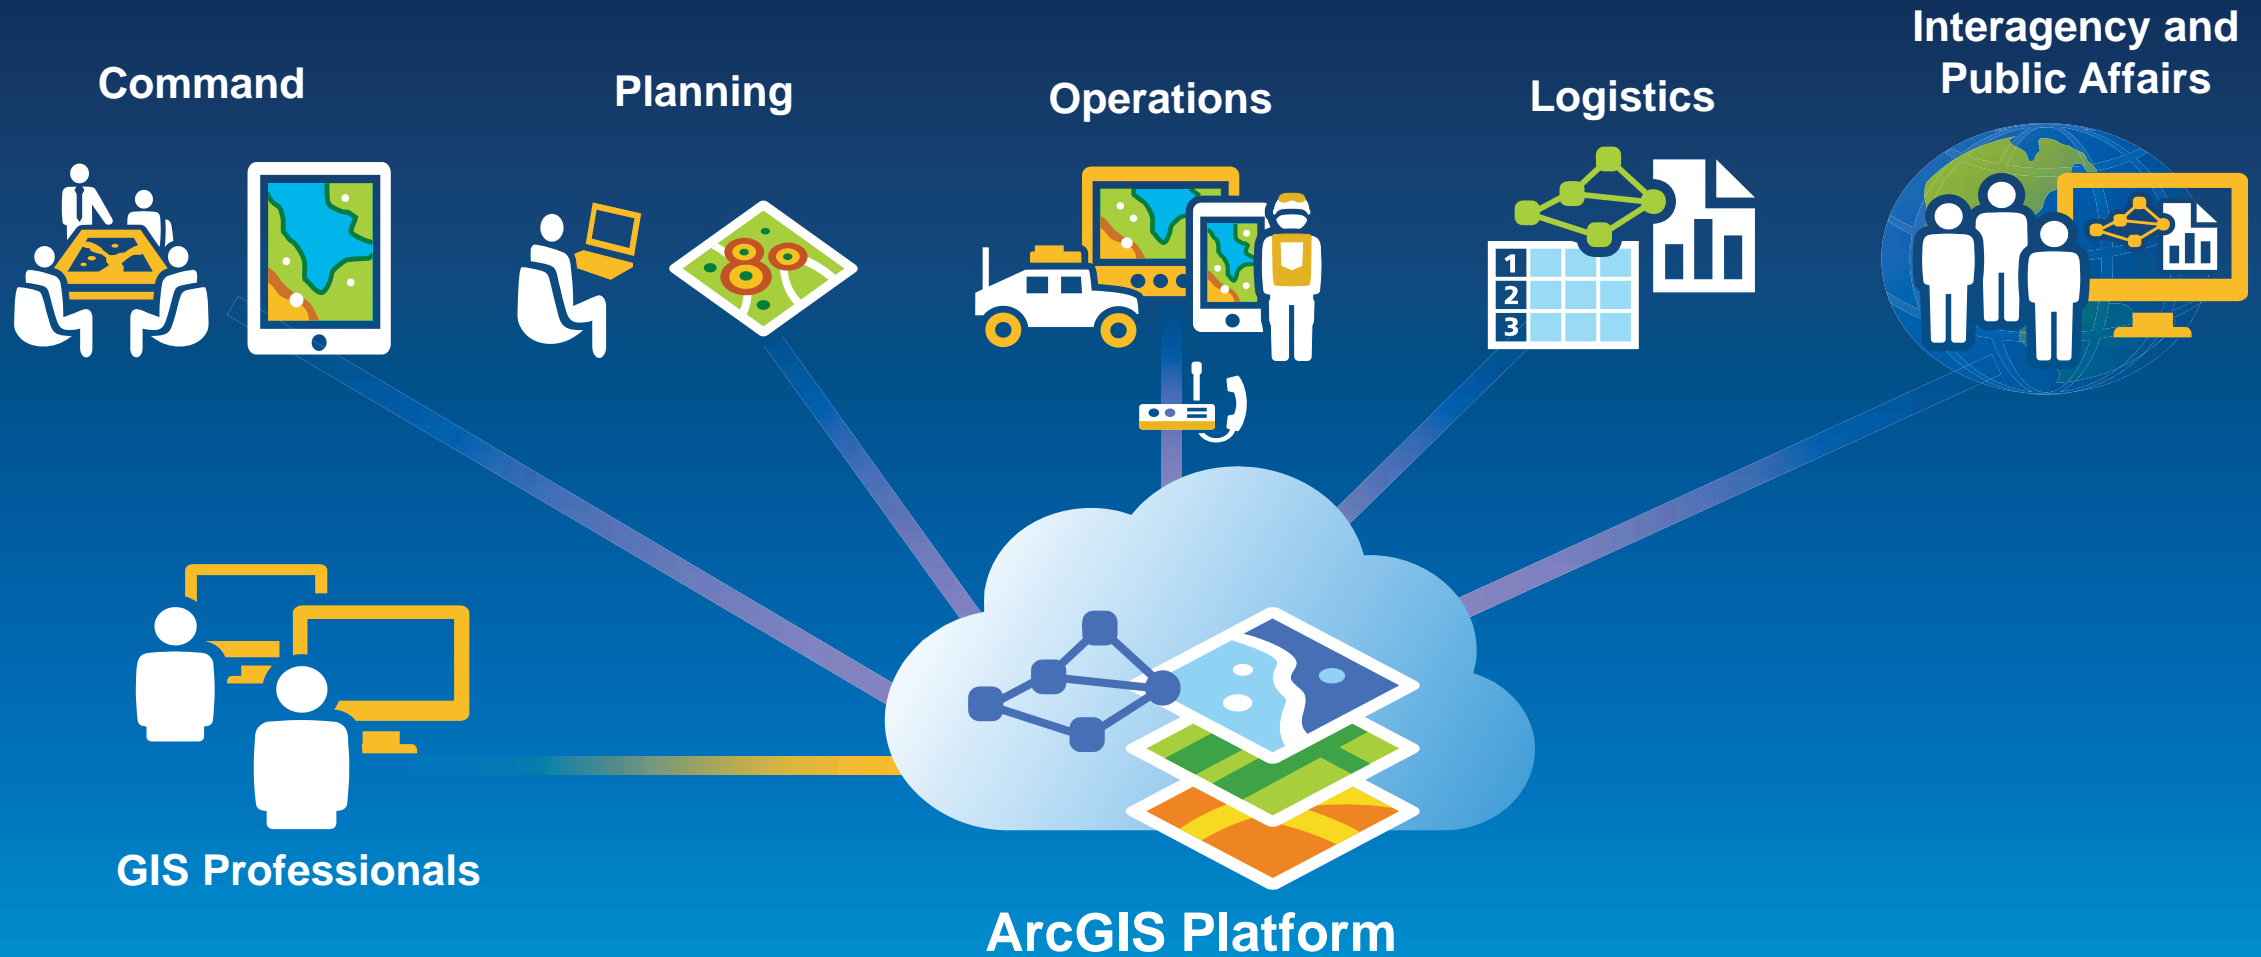 Interagency and
Public Affairs
Command
Planning
Operations
Logistics
1
2
3
GIS Professionals
ArcGIS Platform